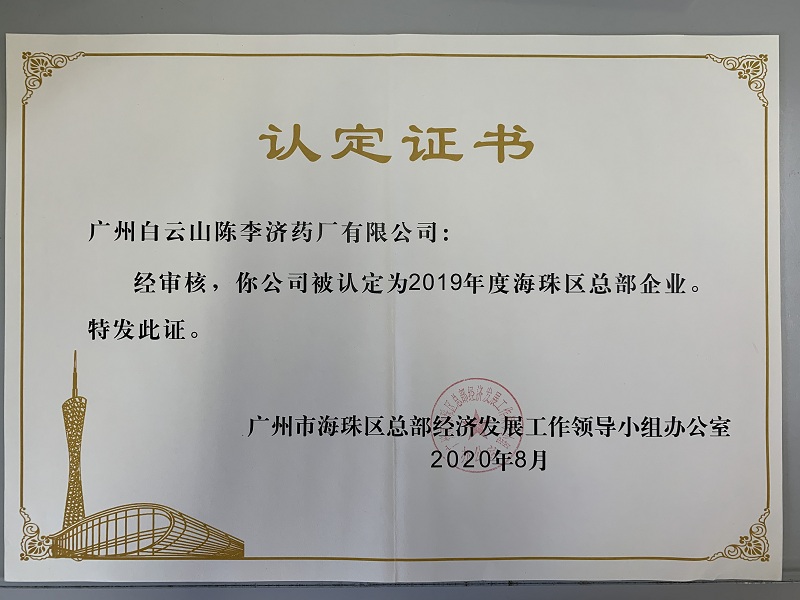 认定证书
广州白云山陈李济药厂有限公司：
经审核，你公司被认定为2019年度海珠区总部企业。
特发此证。
广州市海珠区总部经济发展工作领导小组办公室
2020年8月